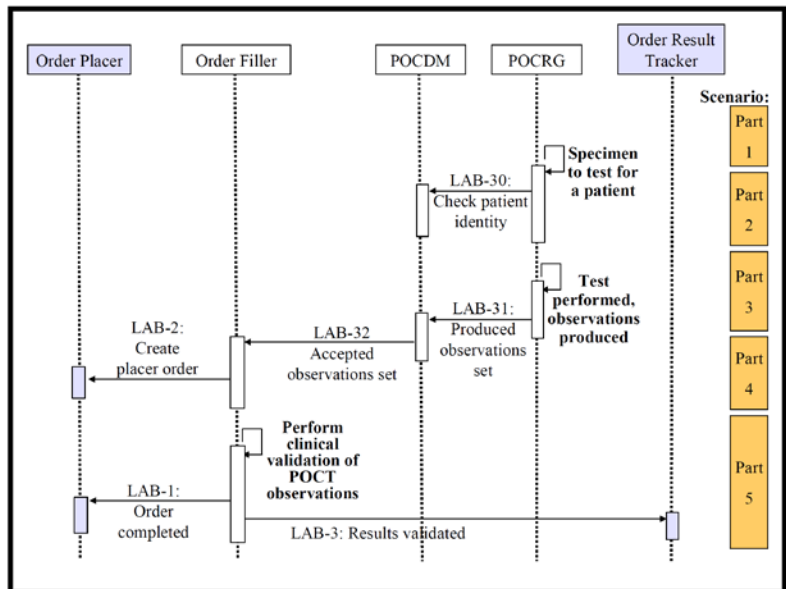 Order Placer
Order Filler
POCDM
POCRG
Order Result
Tracker
Scenario:
Part
1
Specimen
to test for
a patient
LAB-30:
Check patient
identity
Part
2
Test
performed,
observations
produced
Part
3
LAB-31:
Produced
observations
set
LAB-32
Accepted
observations set
LAB-2:
Create
placer order
Part
4
Perform
clinical
validation of
POCT
observations
Part
5
LAB-1:
Order
completed
LAB-3: Results validated